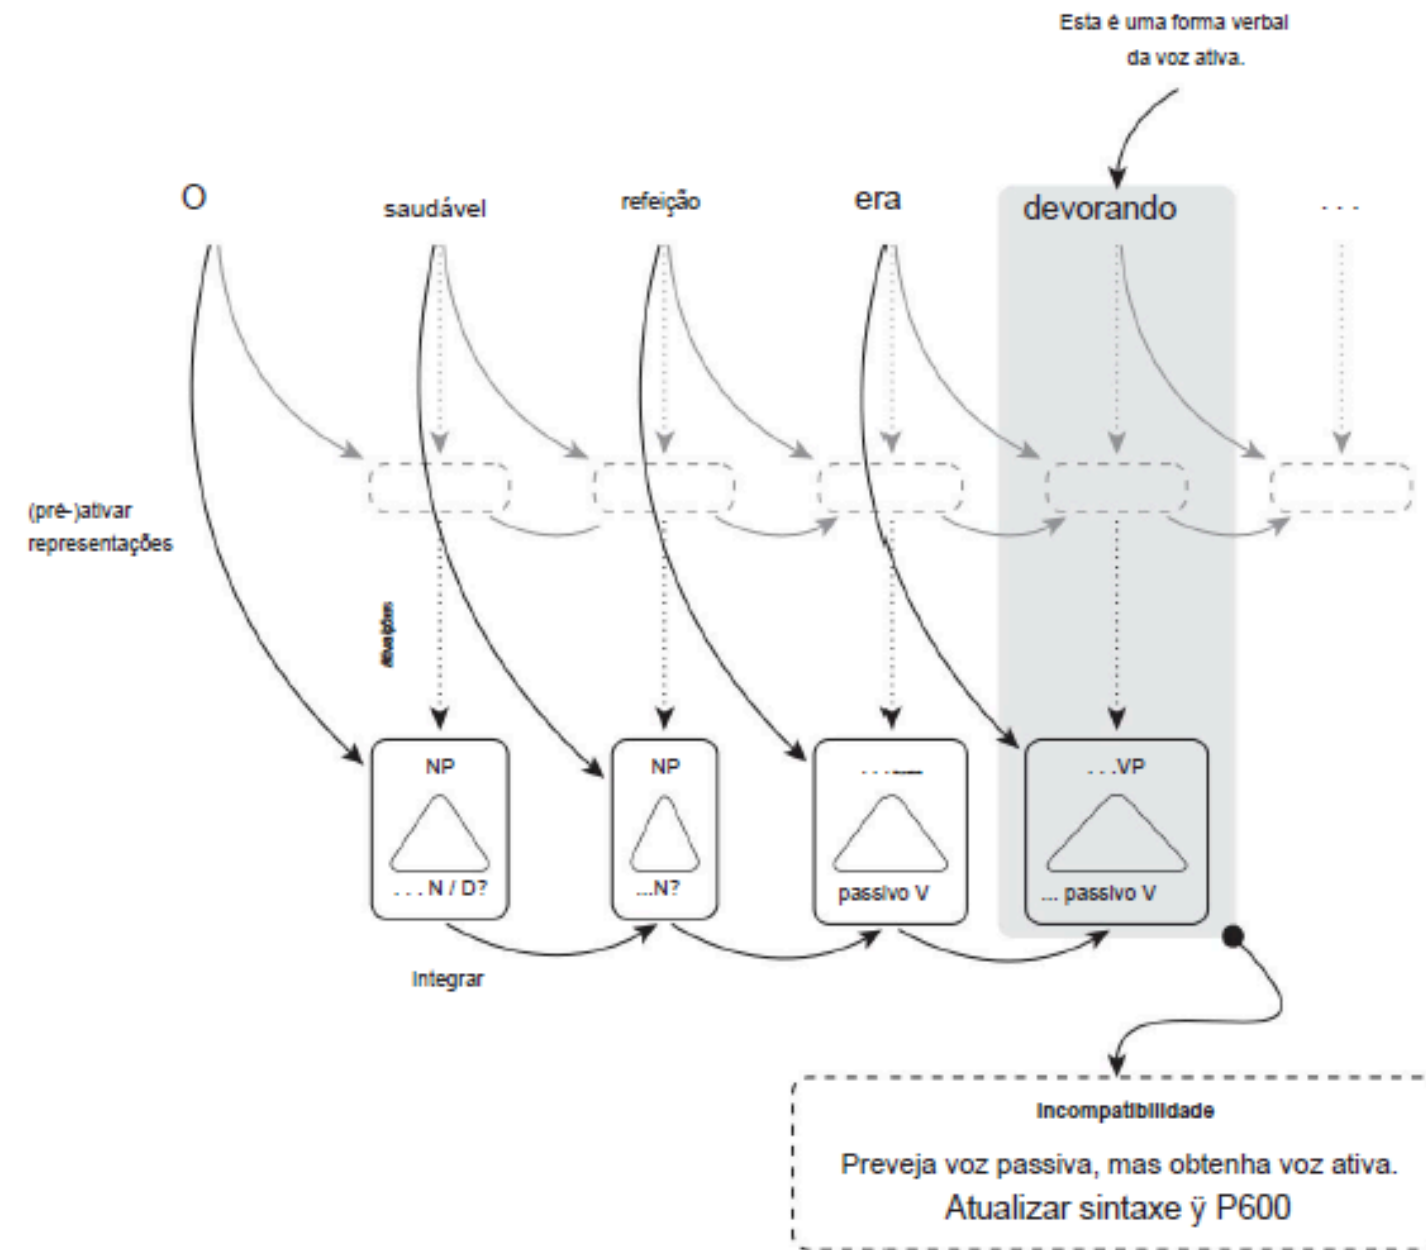 Esta é uma forma verbal
da voz ativa.
O
saudável
refeição
era
devorando
. . .
(pré-)ativar
representações
NP
. . . N / D?
NP
...N?
passivo V
. . .VP
... passivo V
Integrar
Incompatibilidade
Preveja voz passiva, mas obtenha voz ativa.
Atualizar sintaxe ÿ P600